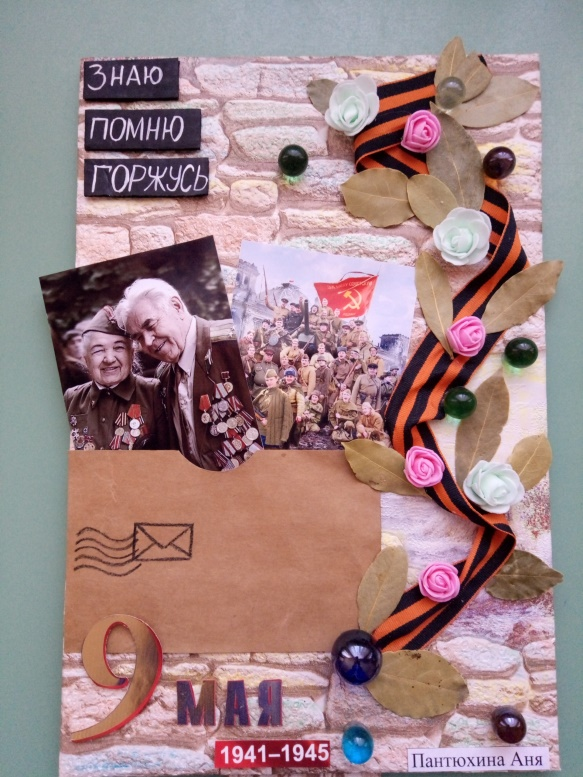 ЗНАЮ
ПОМНЮ
ГОРЖУСЬ
9 МАЯ
1941–1945
Пантюхина Аня